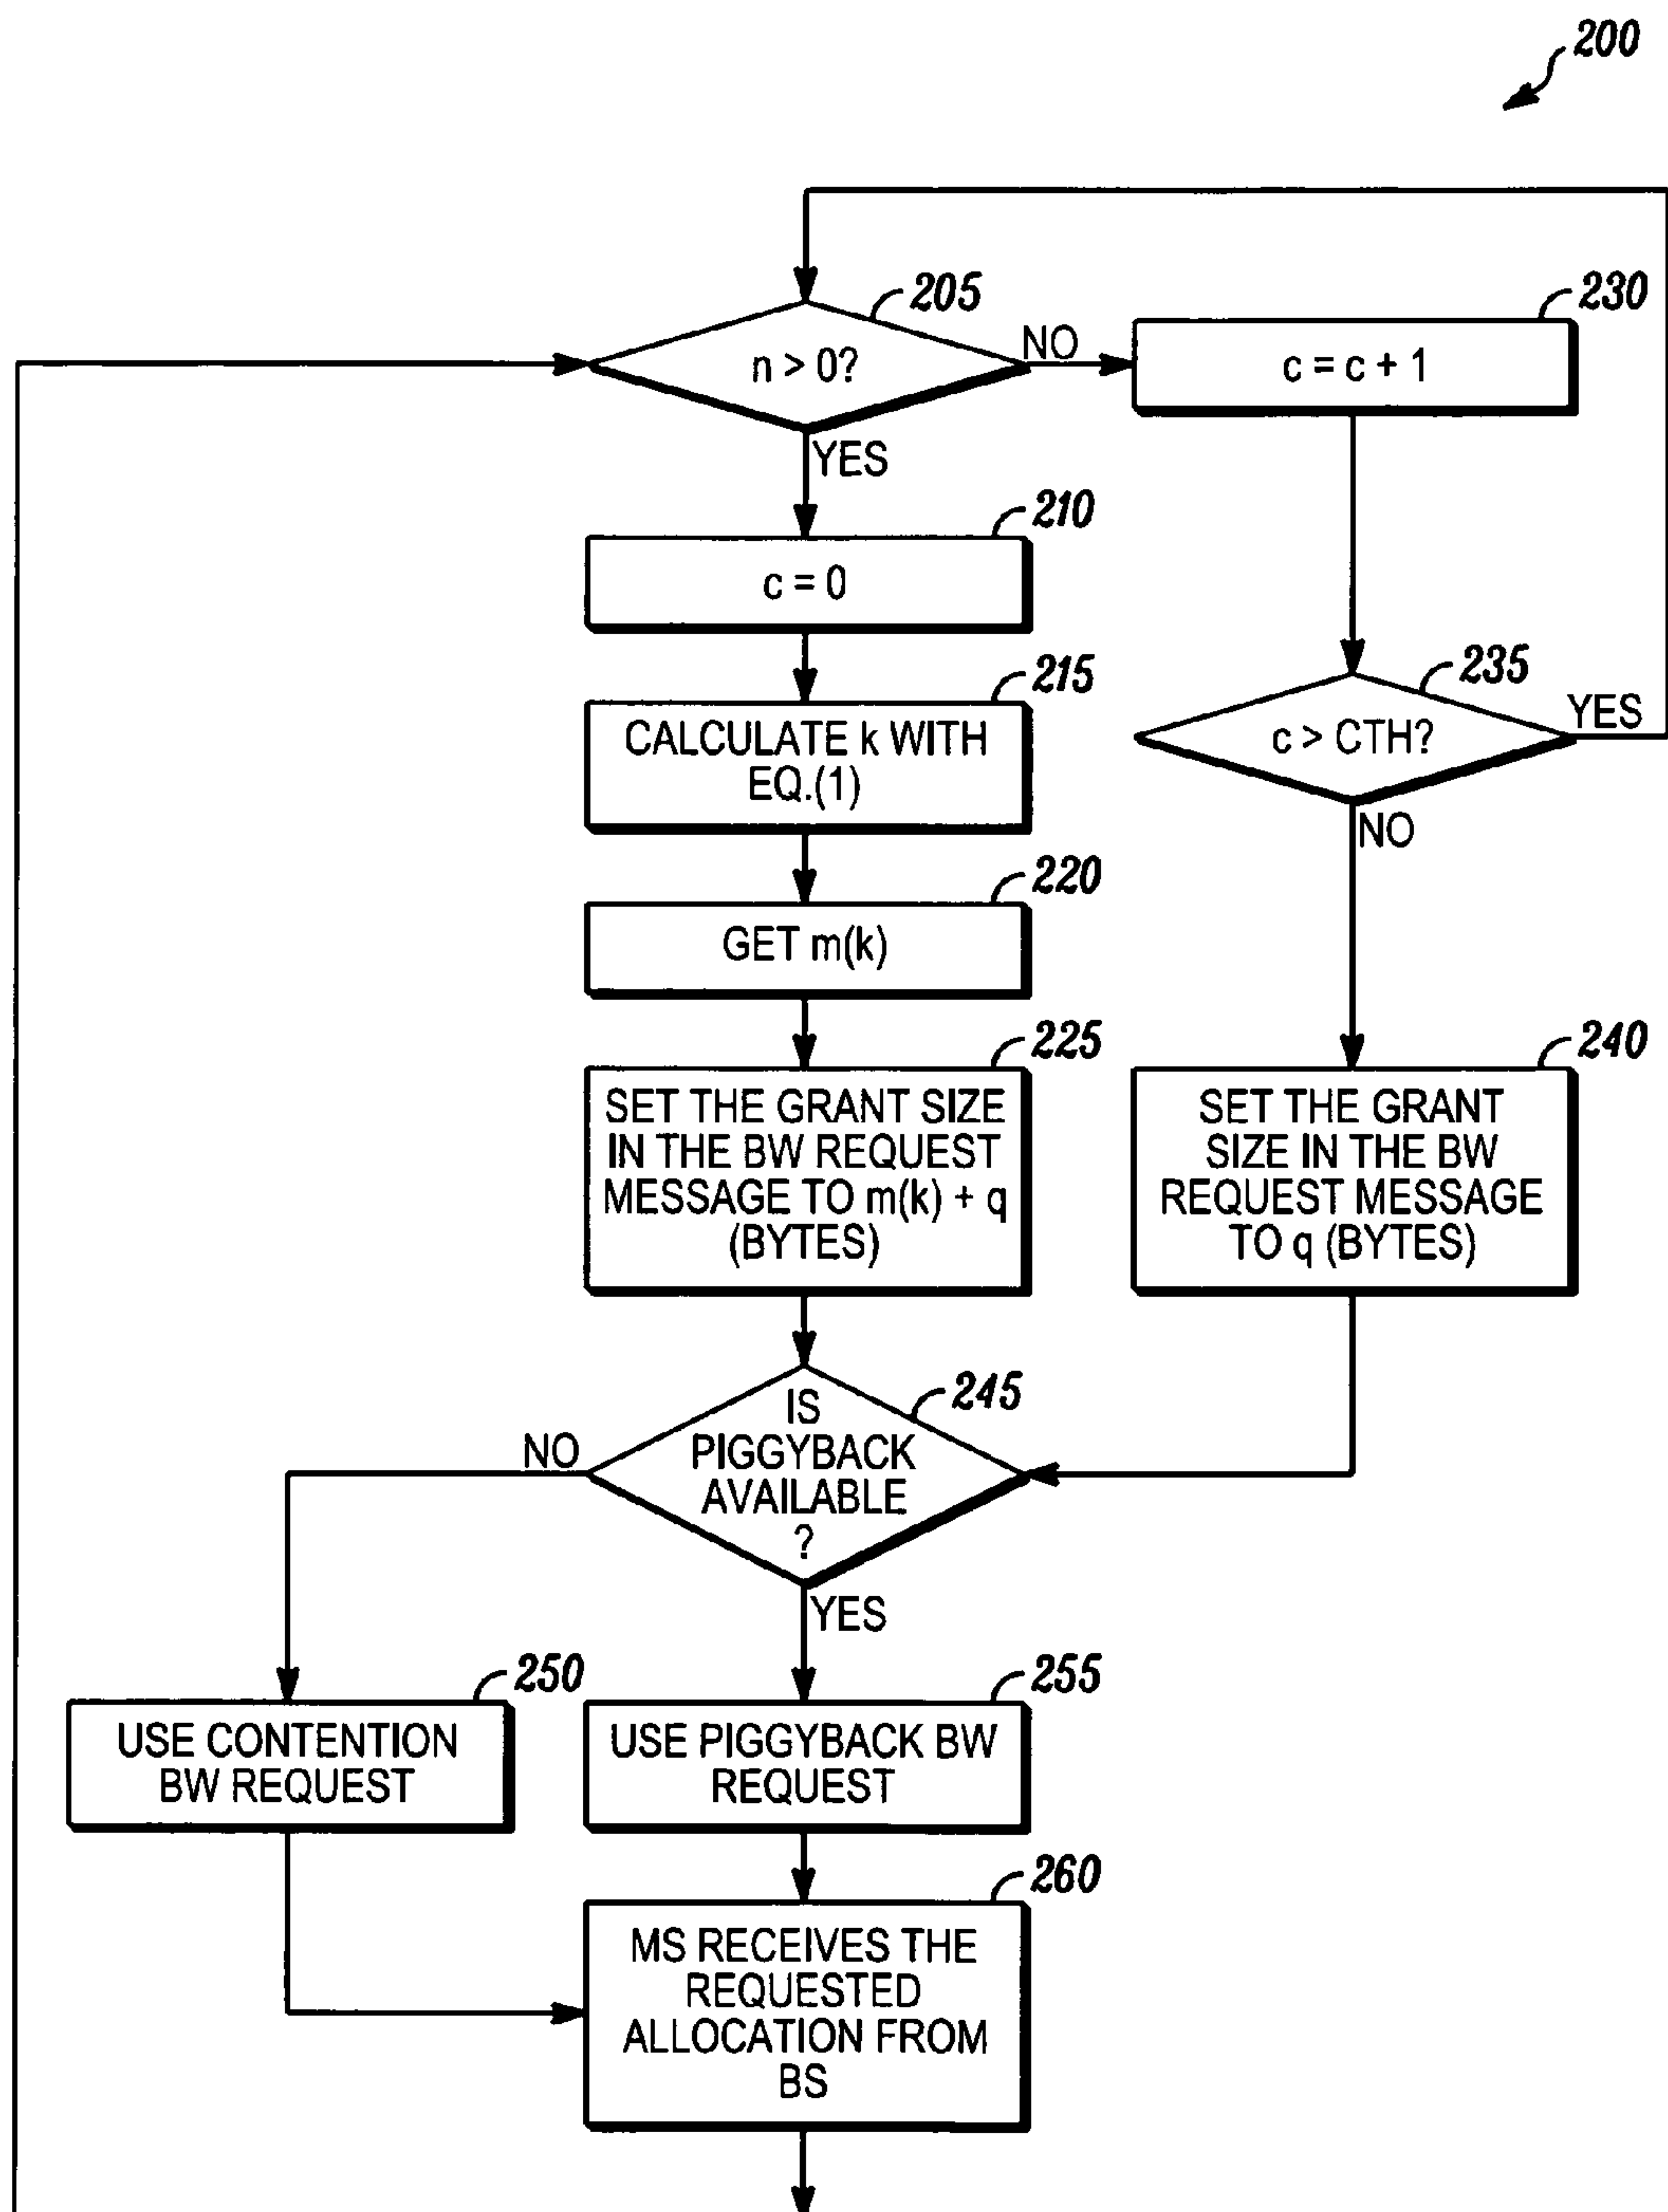 200
205
n > 0?
NO
YES
230
c = c + 1
210
c = 0
215
CALCULATE k WITH
EQ.(1)
235
c > CTH?
YES
NO
220
GET m(k)
225
SET THE GRANT SIZE
IN THE BW REQUEST
MESSAGE TO m(k) + q
(BYTES)
240
SET THE GRANT
SIZE IN THE BW
REQUEST MESSAGE
TO q (BYTES)
245
IS
PIGGYBACK
AVAILABLE
?
NO
YES
250
USE CONTENTION
BW REQUEST
255
USE PIGGYBACK BW
REQUEST
260
MS RECEIVES THE
REQUESTED
ALLOCATION FROM
BS